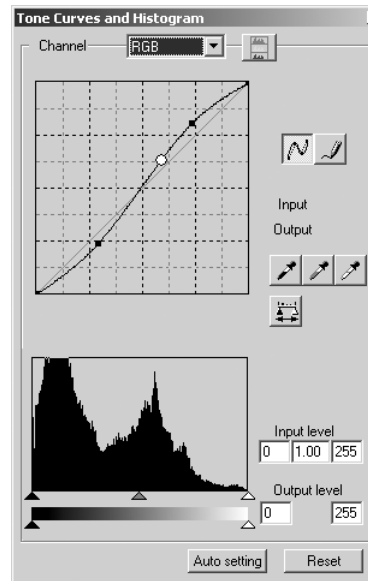 Tone Curves and Histogram
Channel RGB
Input
Output
Input level
0 1.00 255
Output level
0 255
Auto setting Reset